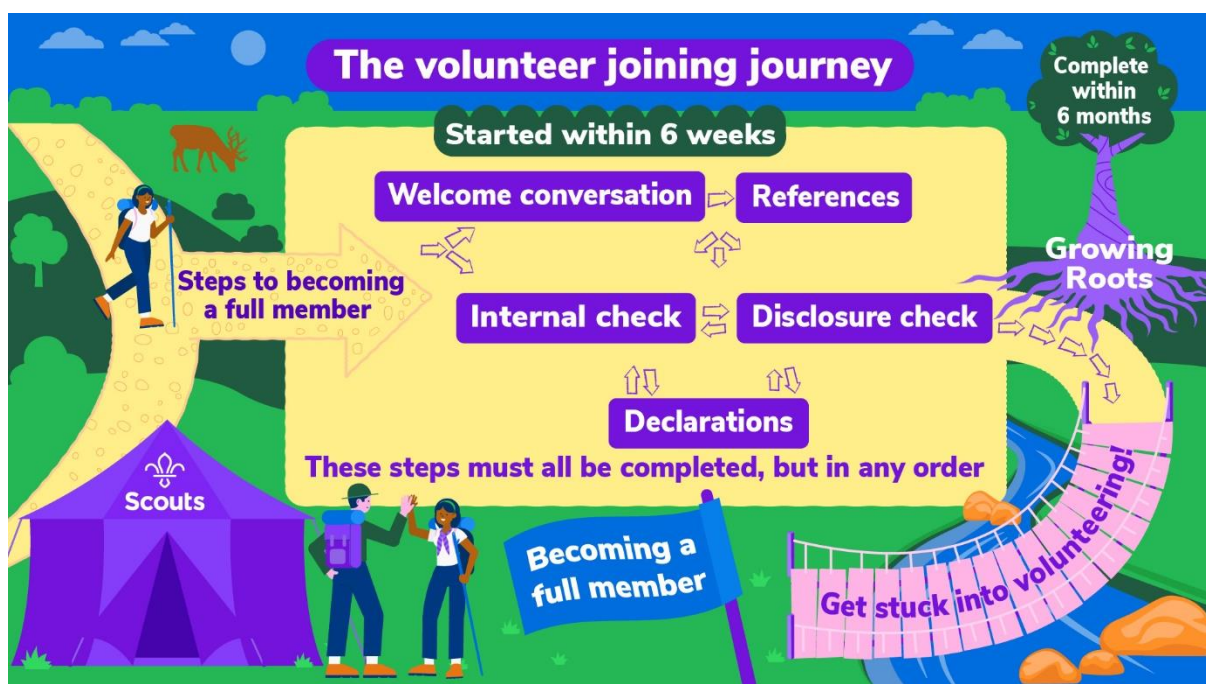 The volunteer joining journey
Complete
within
6 months
Started within 6 weeks
Welcome conversation
References
Growing
Roots
Steps to becoming
a full member
Internal check
Disclosure check
Declarations
These steps must all be completed, but in any order
Scouts
Becoming a
full member
Get stuck into volunteering!